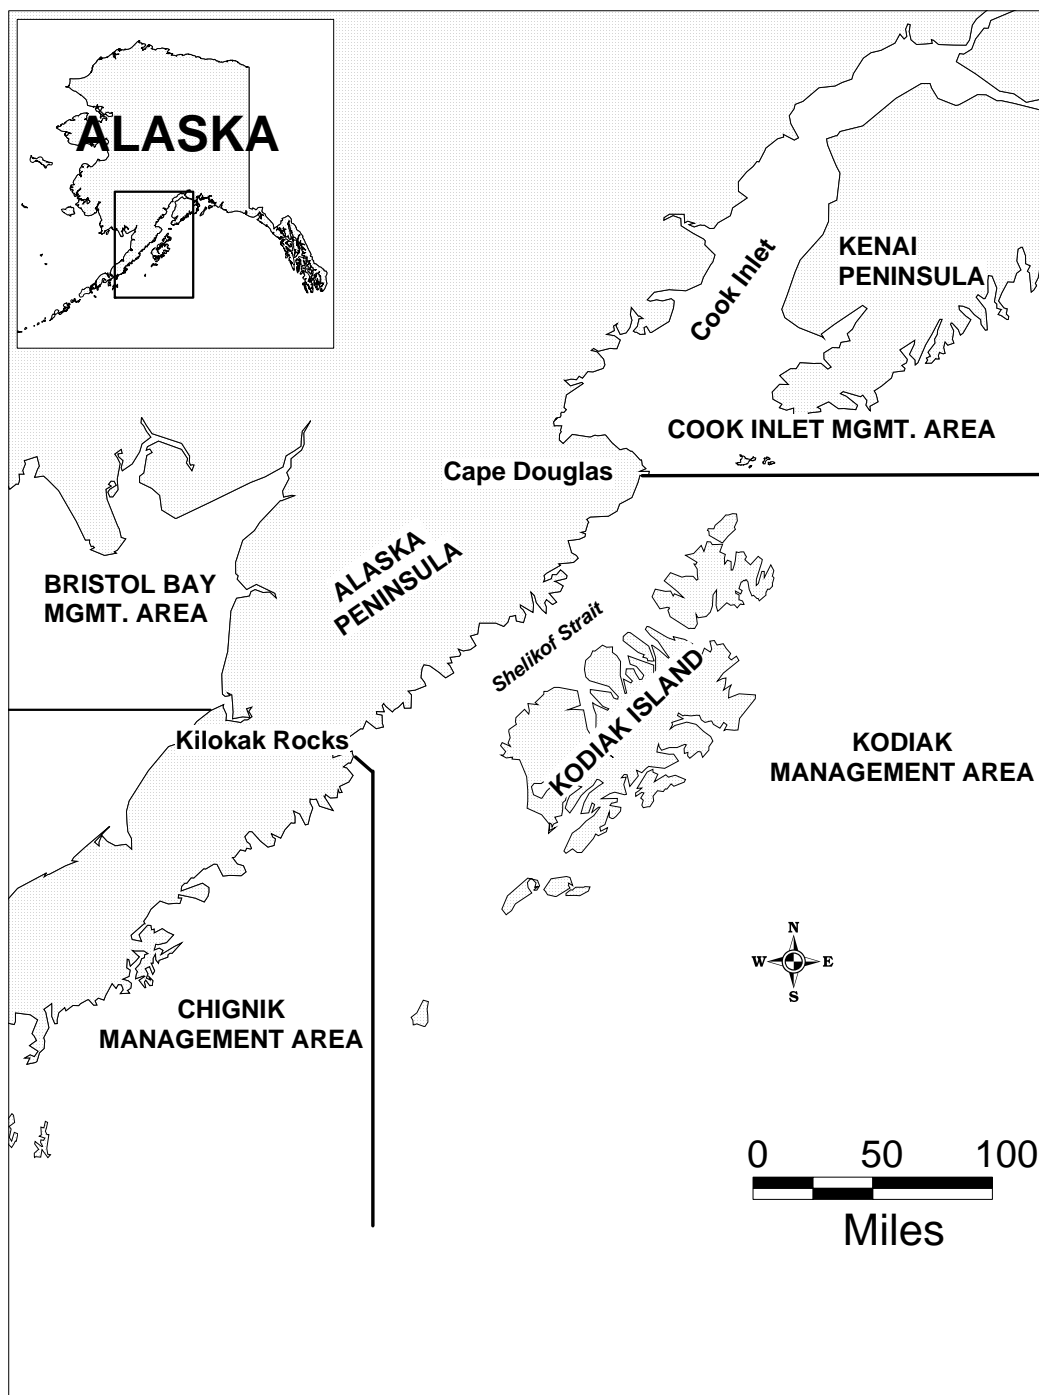 ALASKA
KENAI
PENINSULA
Cook Inlet
COOK INLET MGMT. AREA
Cape Douglas
ALASKA
PENINSULA
BRISTOL BAY
MGMT. AREA
Shelikof Strait
KODIAK ISLAND
Kilokak Rocks
KODIAK
MANAGEMENT AREA
N
W E
S
CHIGNIK
MANAGEMENT AREA
0 50 100
Miles